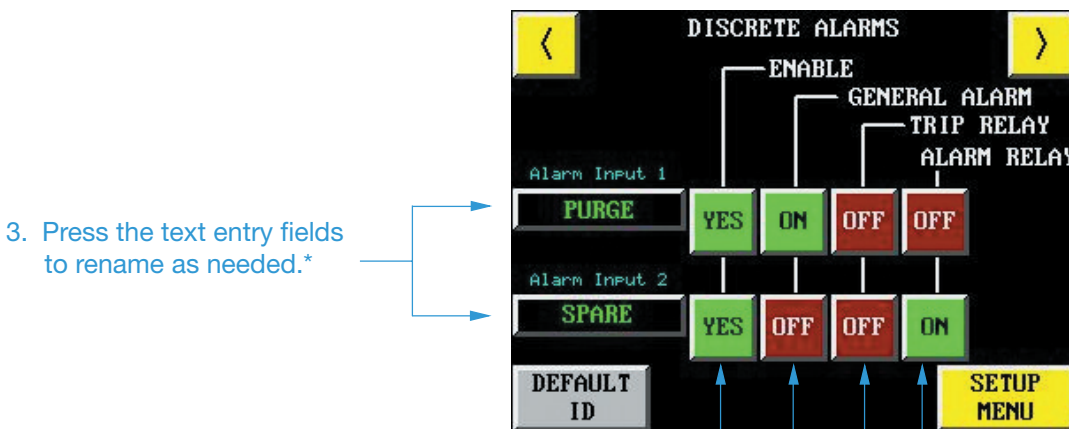 <
DISCRETE ALARMS
>
ENABLE
GENERAL ALARM
TRIP RELAY
ALARM RELAY
Alarm Input 1
PURGE
YES
ON
OFF
OFF
3. Press the text entry fields
to rename as needed.*
Alarm Input 2
SPARE
YES
OFF
OFF
ON
DEFAULT
ID
SETUP
MENU